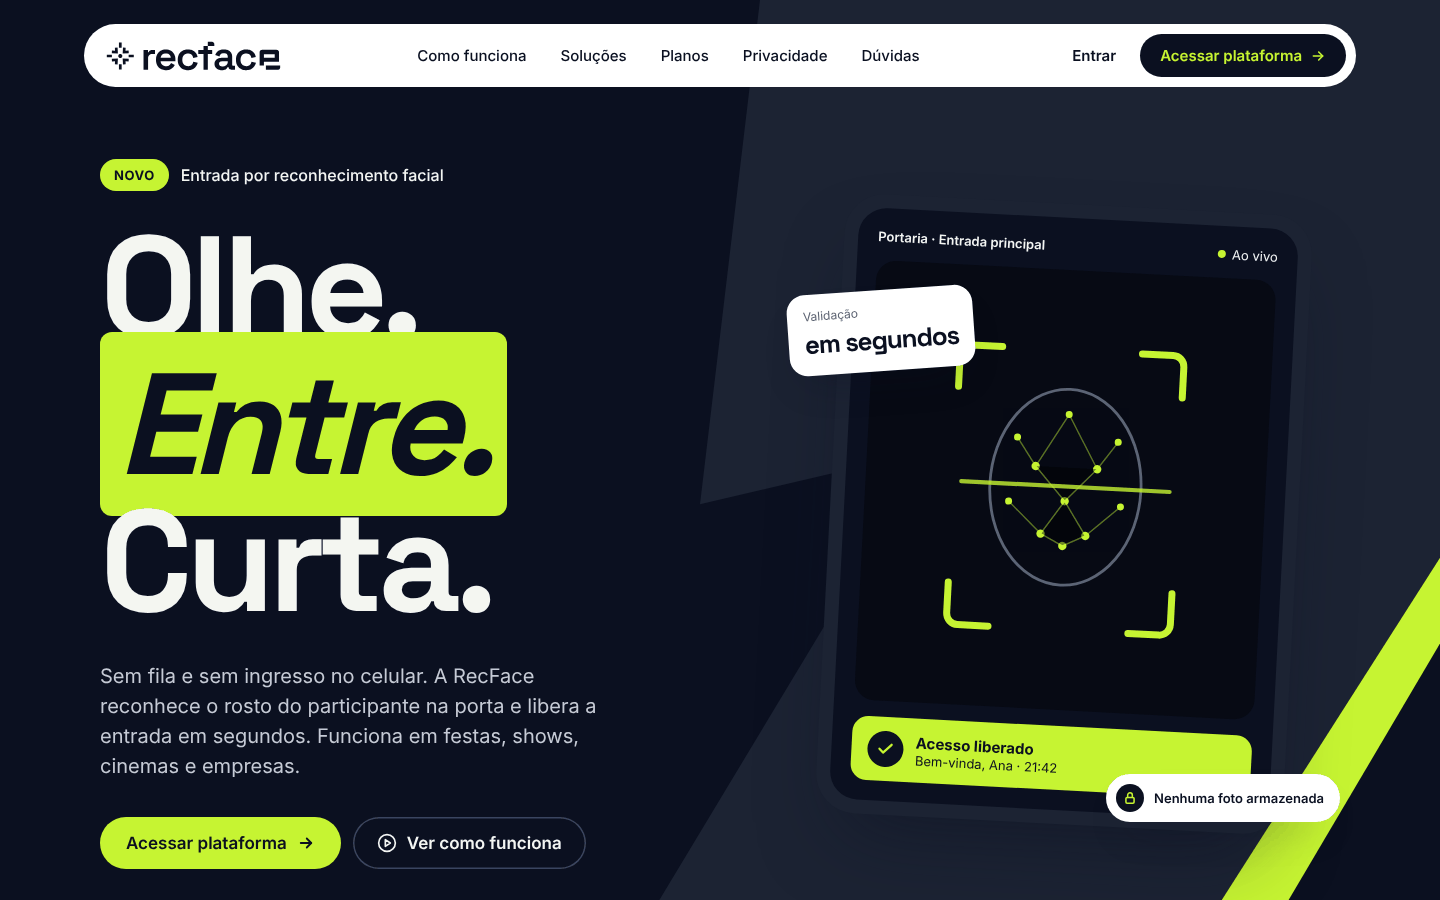 recface
Como funciona
Soluções
Planos
Privacidade
Dúvidas
Entrar
Acessar plataforma
NOVO
Entrada por reconhecimento facial
Olhe.
Entre.
Curta.
Sem fila e sem ingresso no celular. A RecFace
reconhece o rosto do participante na porta e libera a
entrada em segundos. Funciona em festas, shows,
cinemas e empresas.
Acessar plataforma
Ver como funciona
Portaria · Entrada principal
Ao vivo
Validação
em segundos
Acesso liberado
Bem-vinda, Ana · 21:42
Nenhuma foto armazenada